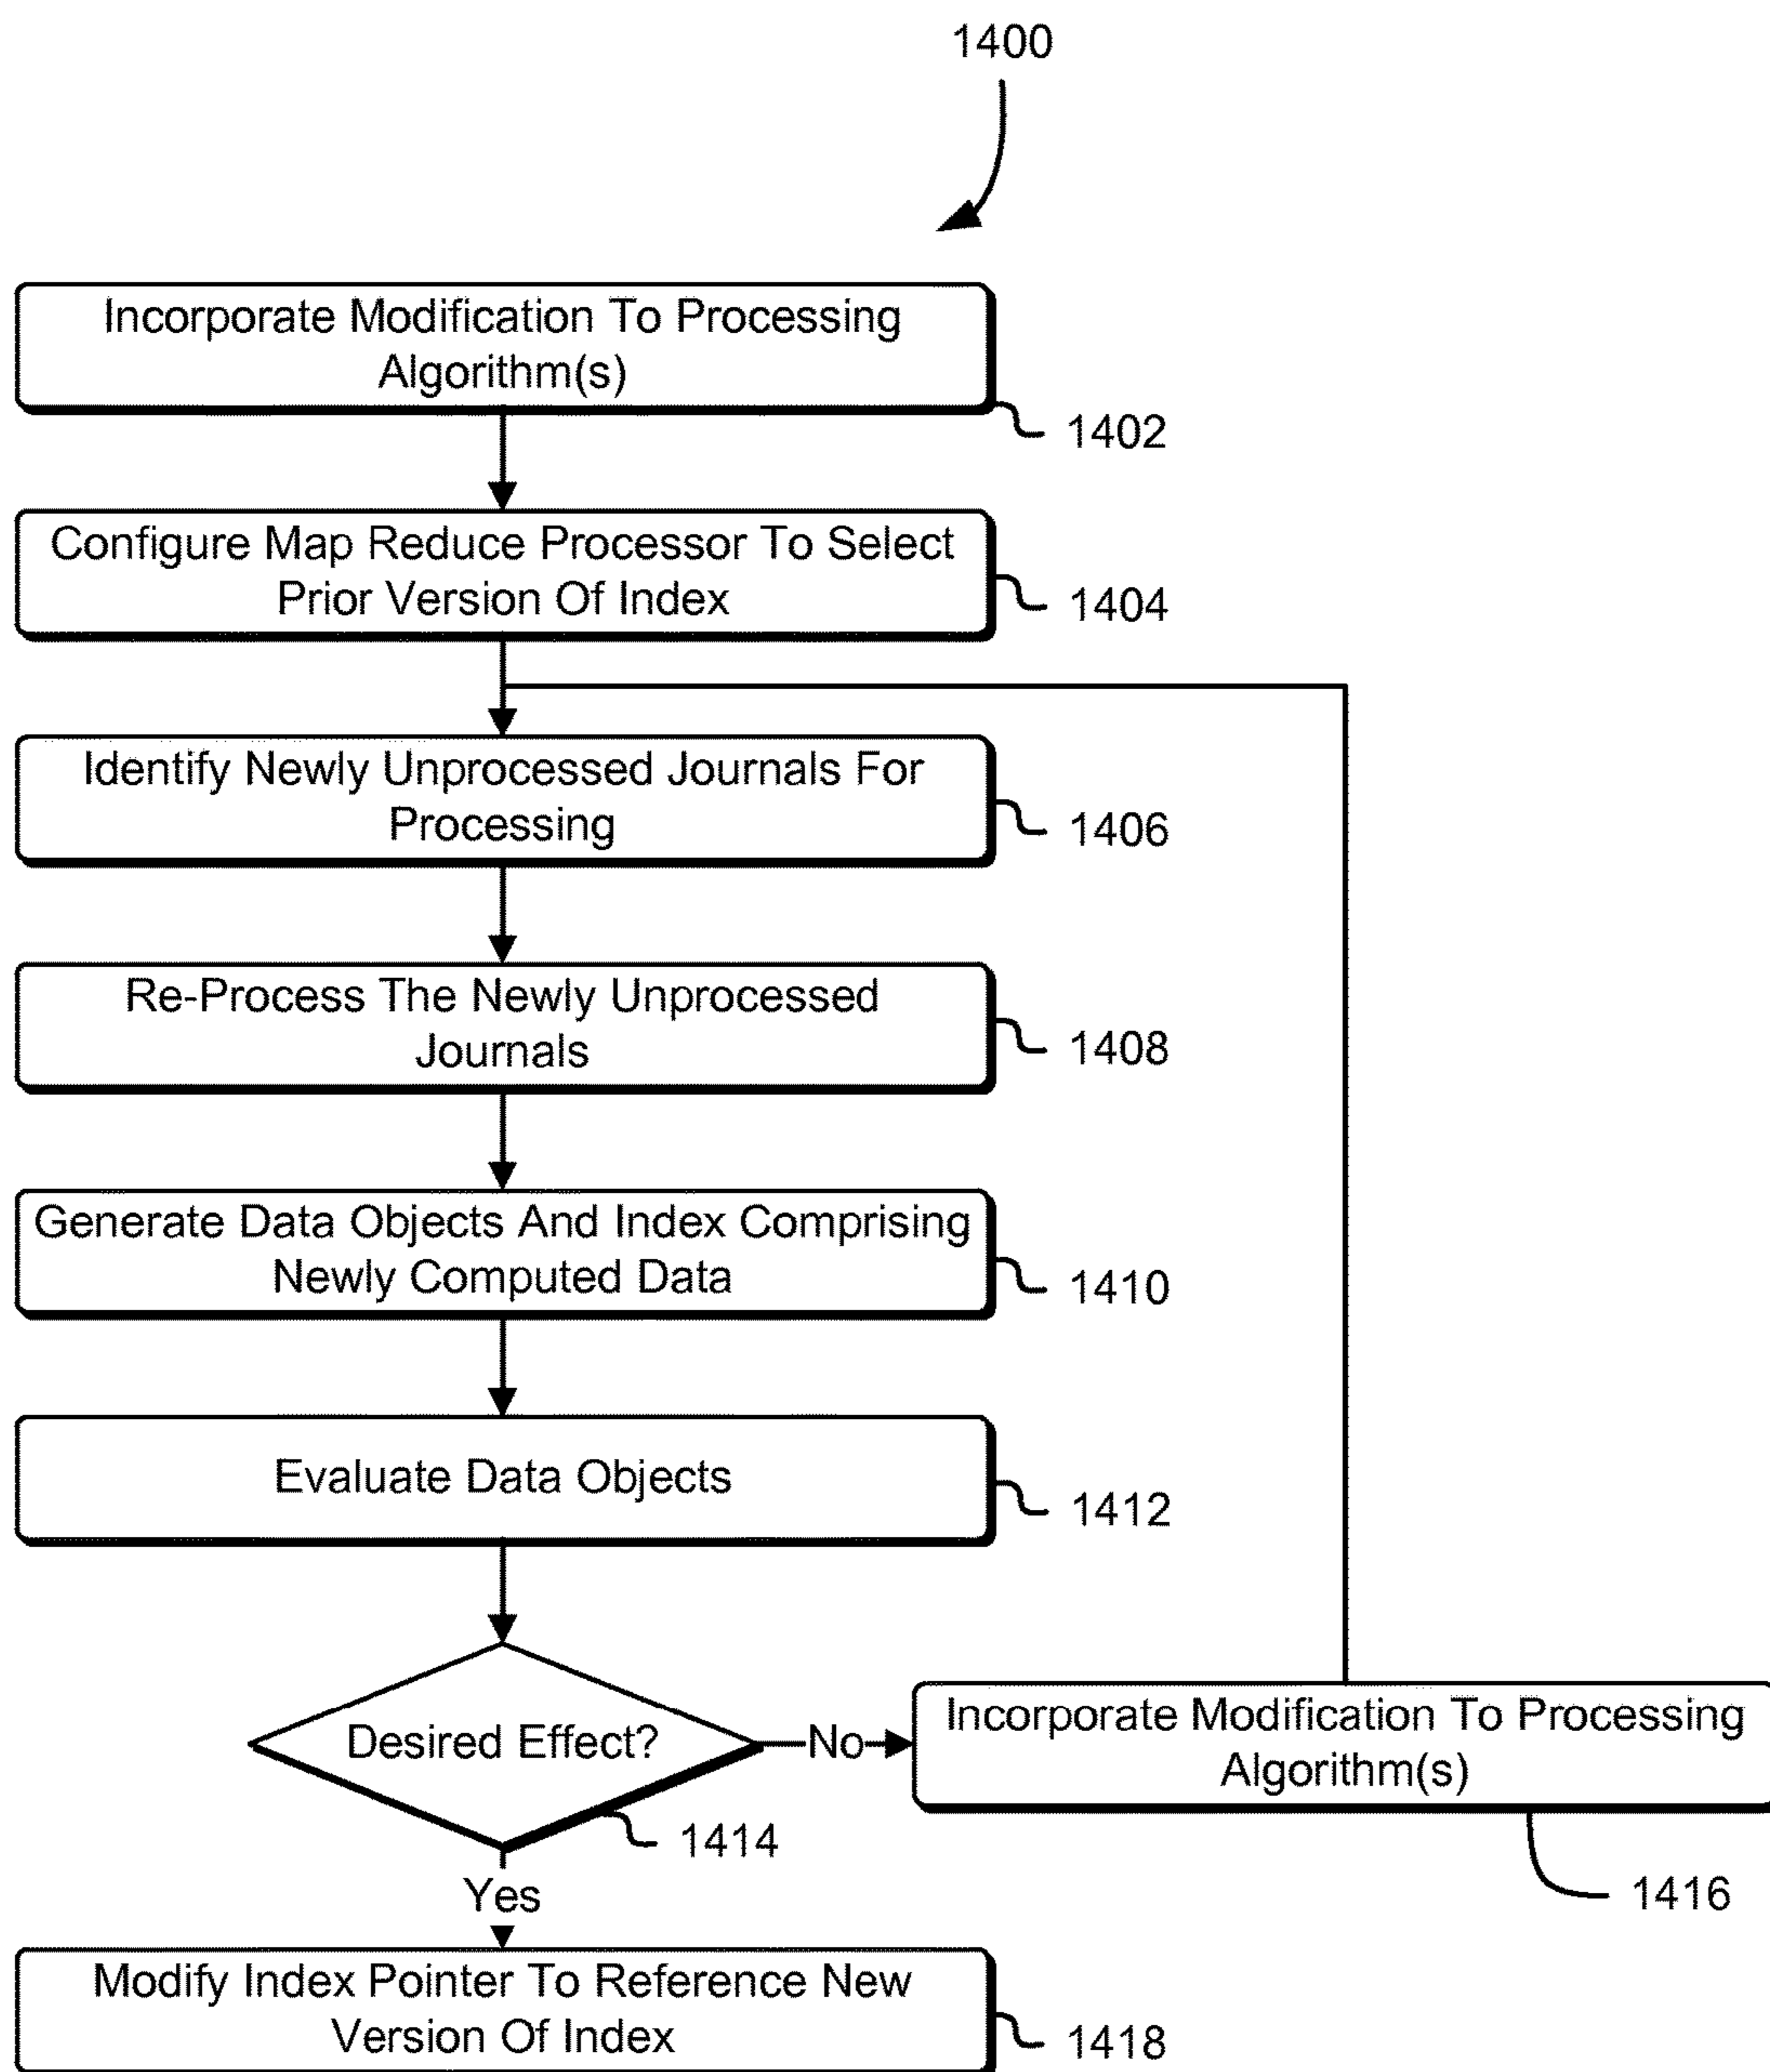 1400
Incorporate Modification To Processing
Algorithm(s)
1402
Configure Map Reduce Processor To Select
Prior Version Of Index
1404
Identify Newly Unprocessed Journals For
Processing
1406
Re-Process The Newly Unprocessed
Journals
1408
Generate Data Objects And Index Comprising
Newly Computed Data
1410
Evaluate Data Objects
1412
Desired Effect?
No
1414
Incorporate Modification To Processing
Algorithm(s)
1416
Yes
Modify Index Pointer To Reference New
Version Of Index
1418